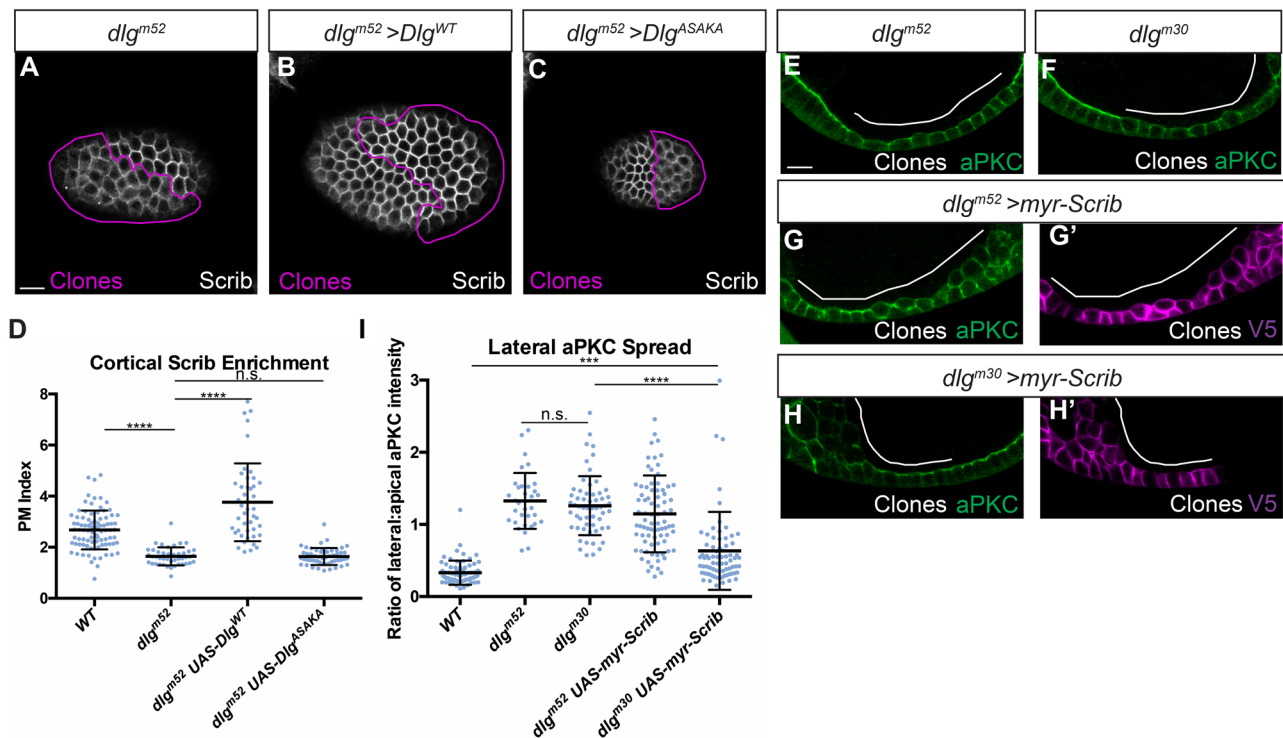 dlg^m52
dlg^m52 >Dlg^WT
dlg^m52 >Dlg^ASAKA
dlg^m52
dlg^m30
A
B
C
E
F
Clones Scrib
Clones Scrib
Clones Scrib
Clones aPKC
Clones aPKC
dlg^m52 >myr-Scrib
G
G'
Clones aPKC
Clones V5
dlg^m30 >myr-Scrib
H
H'
Clones aPKC
Clones V5
D
Cortical Scrib Enrichment
n.s.
****
****
PM Index
8
6
4
2
0
WT
dlg^m52
dlg^m52 UAS-Dlg^WT
dlg^m52 UAS-Dlg^ASAKA
I
Lateral aPKC Spread
***
****
n.s.
Ratio of lateral:apical aPKC intensity
3
2
1
0
WT
dlg^m52
dlg^m30
dlg^m52 UAS-myr-Scrib
dlg^m30 UAS-myr-Scrib